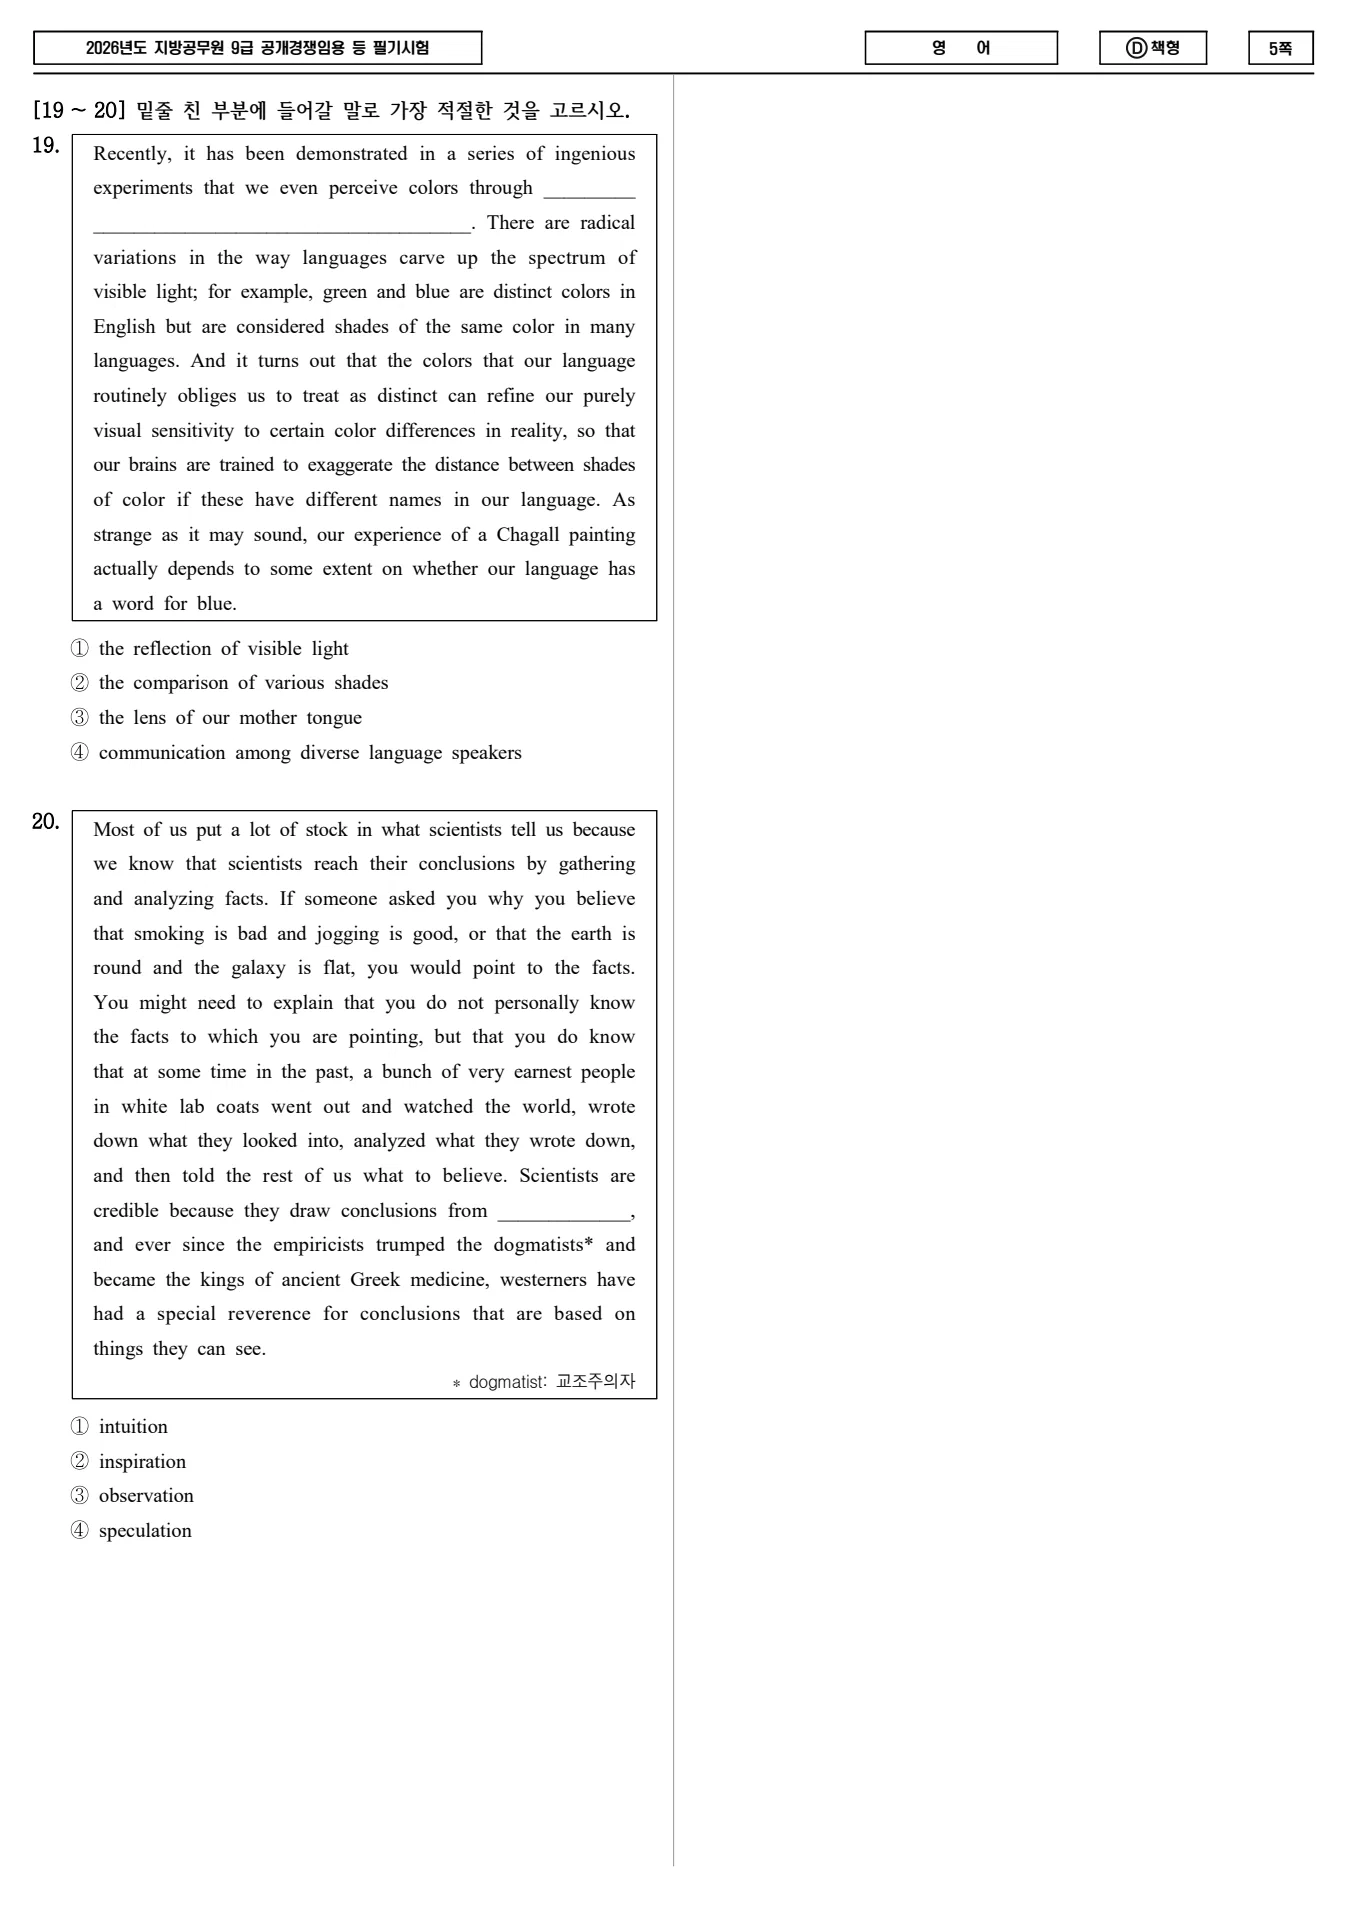 2026년도 지방공무원 9급 공개경쟁임용 등 필기시험
영 어
Ⓓ책형
5쪽
[19 ~ 20] 밑줄 친 부분에 들어갈 말로 가장 적절한 것을 고르시오.
19.
Recently, it has been demonstrated in a series of ingenious
experiments that we even perceive colors through _________
_____________________________________. There are radical
variations in the way languages carve up the spectrum of
visible light; for example, green and blue are distinct colors in
English but are considered shades of the same color in many
languages. And it turns out that the colors that our language
routinely obliges us to treat as distinct can refine our purely
visual sensitivity to certain color differences in reality, so that
our brains are trained to exaggerate the distance between shades
of color if these have different names in our language. As
strange as it may sound, our experience of a Chagall painting
actually depends to some extent on whether our language has
a word for blue.
① the reflection of visible light
② the comparison of various shades
③ the lens of our mother tongue
④ communication among diverse language speakers
20.
Most of us put a lot of stock in what scientists tell us because
we know that scientists reach their conclusions by gathering
and analyzing facts. If someone asked you why you believe
that smoking is bad and jogging is good, or that the earth is
round and the galaxy is flat, you would point to the facts.
You might need to explain that you do not personally know
the facts to which you are pointing, but that you do know
that at some time in the past, a bunch of very earnest people
in white lab coats went out and watched the world, wrote
down what they looked into, analyzed what they wrote down,
and then told the rest of us what to believe. Scientists are
credible because they draw conclusions from _____________,
and ever since the empiricists trumped the dogmatists* and
became the kings of ancient Greek medicine, westerners have
had a special reverence for conclusions that are based on
things they can see.
* dogmatist: 교조주의자
① intuition
② inspiration
③ observation
④ speculation